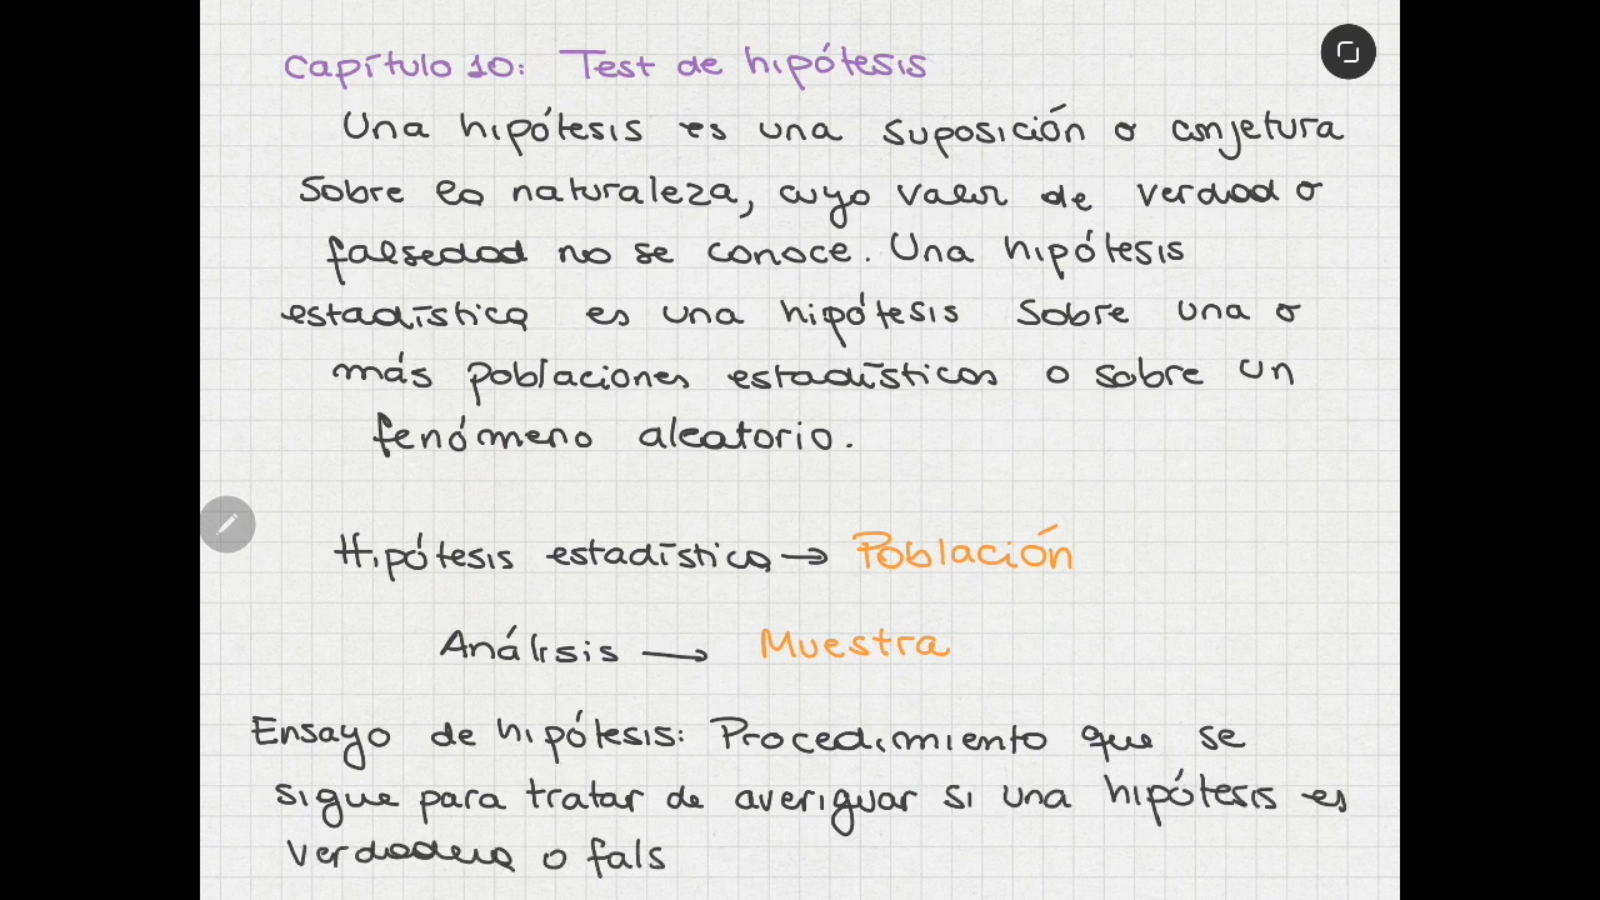 Capítulo 10: Test de hipótesis
Una hipótesis es una suposición o conjetura
sobre la naturaleza, cuyo valor de verdad o
falsedad no se conoce. Una hipótesis
estadística es una hipótesis sobre una o
más poblaciones estadísticas o sobre un
fenómeno aleatorio.
Hipótesis estadística → Población
Análisis → Muestra
Ensayo de hipótesis: Procedimiento que se
sigue para tratar de averiguar si una hipótesis es
verdadera o fals